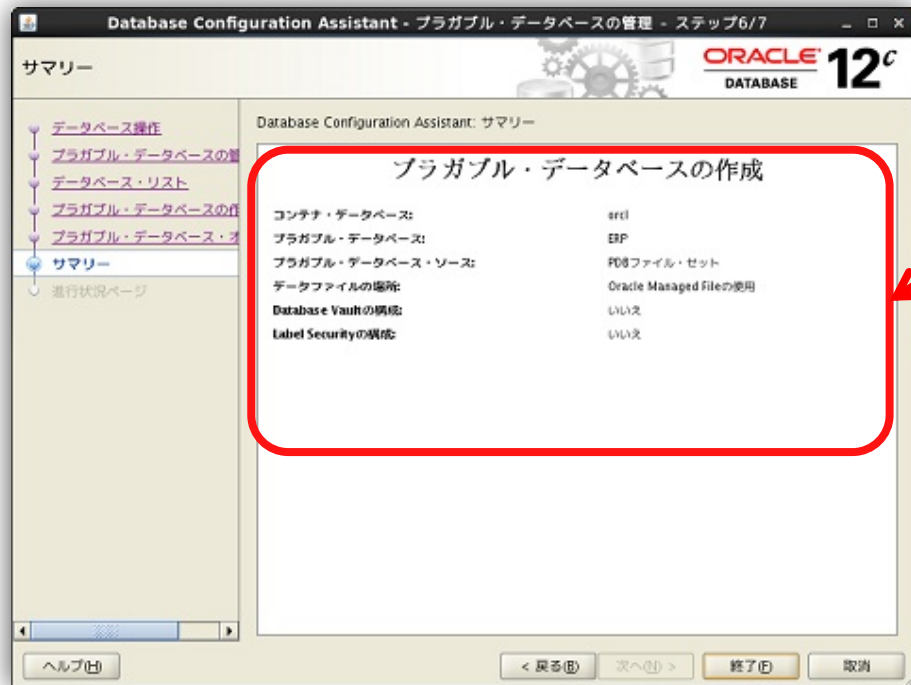 Database Configuration Assistant - プラガブル・データベースの管理 - ステップ6/7
サマリー
ORACLE
DATABASE
12c
データベース操作
プラガブル・データベースの管
データベース・リスト
プラガブル・データベースの作
プラガブル・データベース・オ
サマリー
進行状況ページ
Database Configuration Assistant: サマリー
プラガブル・データベースの作成
コンテナ・データベース: orcl
プラガブル・データベース: ERP
プラガブル・データベース・ソース: PDBファイル・セット
データファイルの場所: Oracle Managed Fileの使用
Database Vaultの構成: いいえ
Label Securityの構成: いいえ
ヘルプ(H)
< 戻る(B) 次へ(N) > 終了(F) 取消